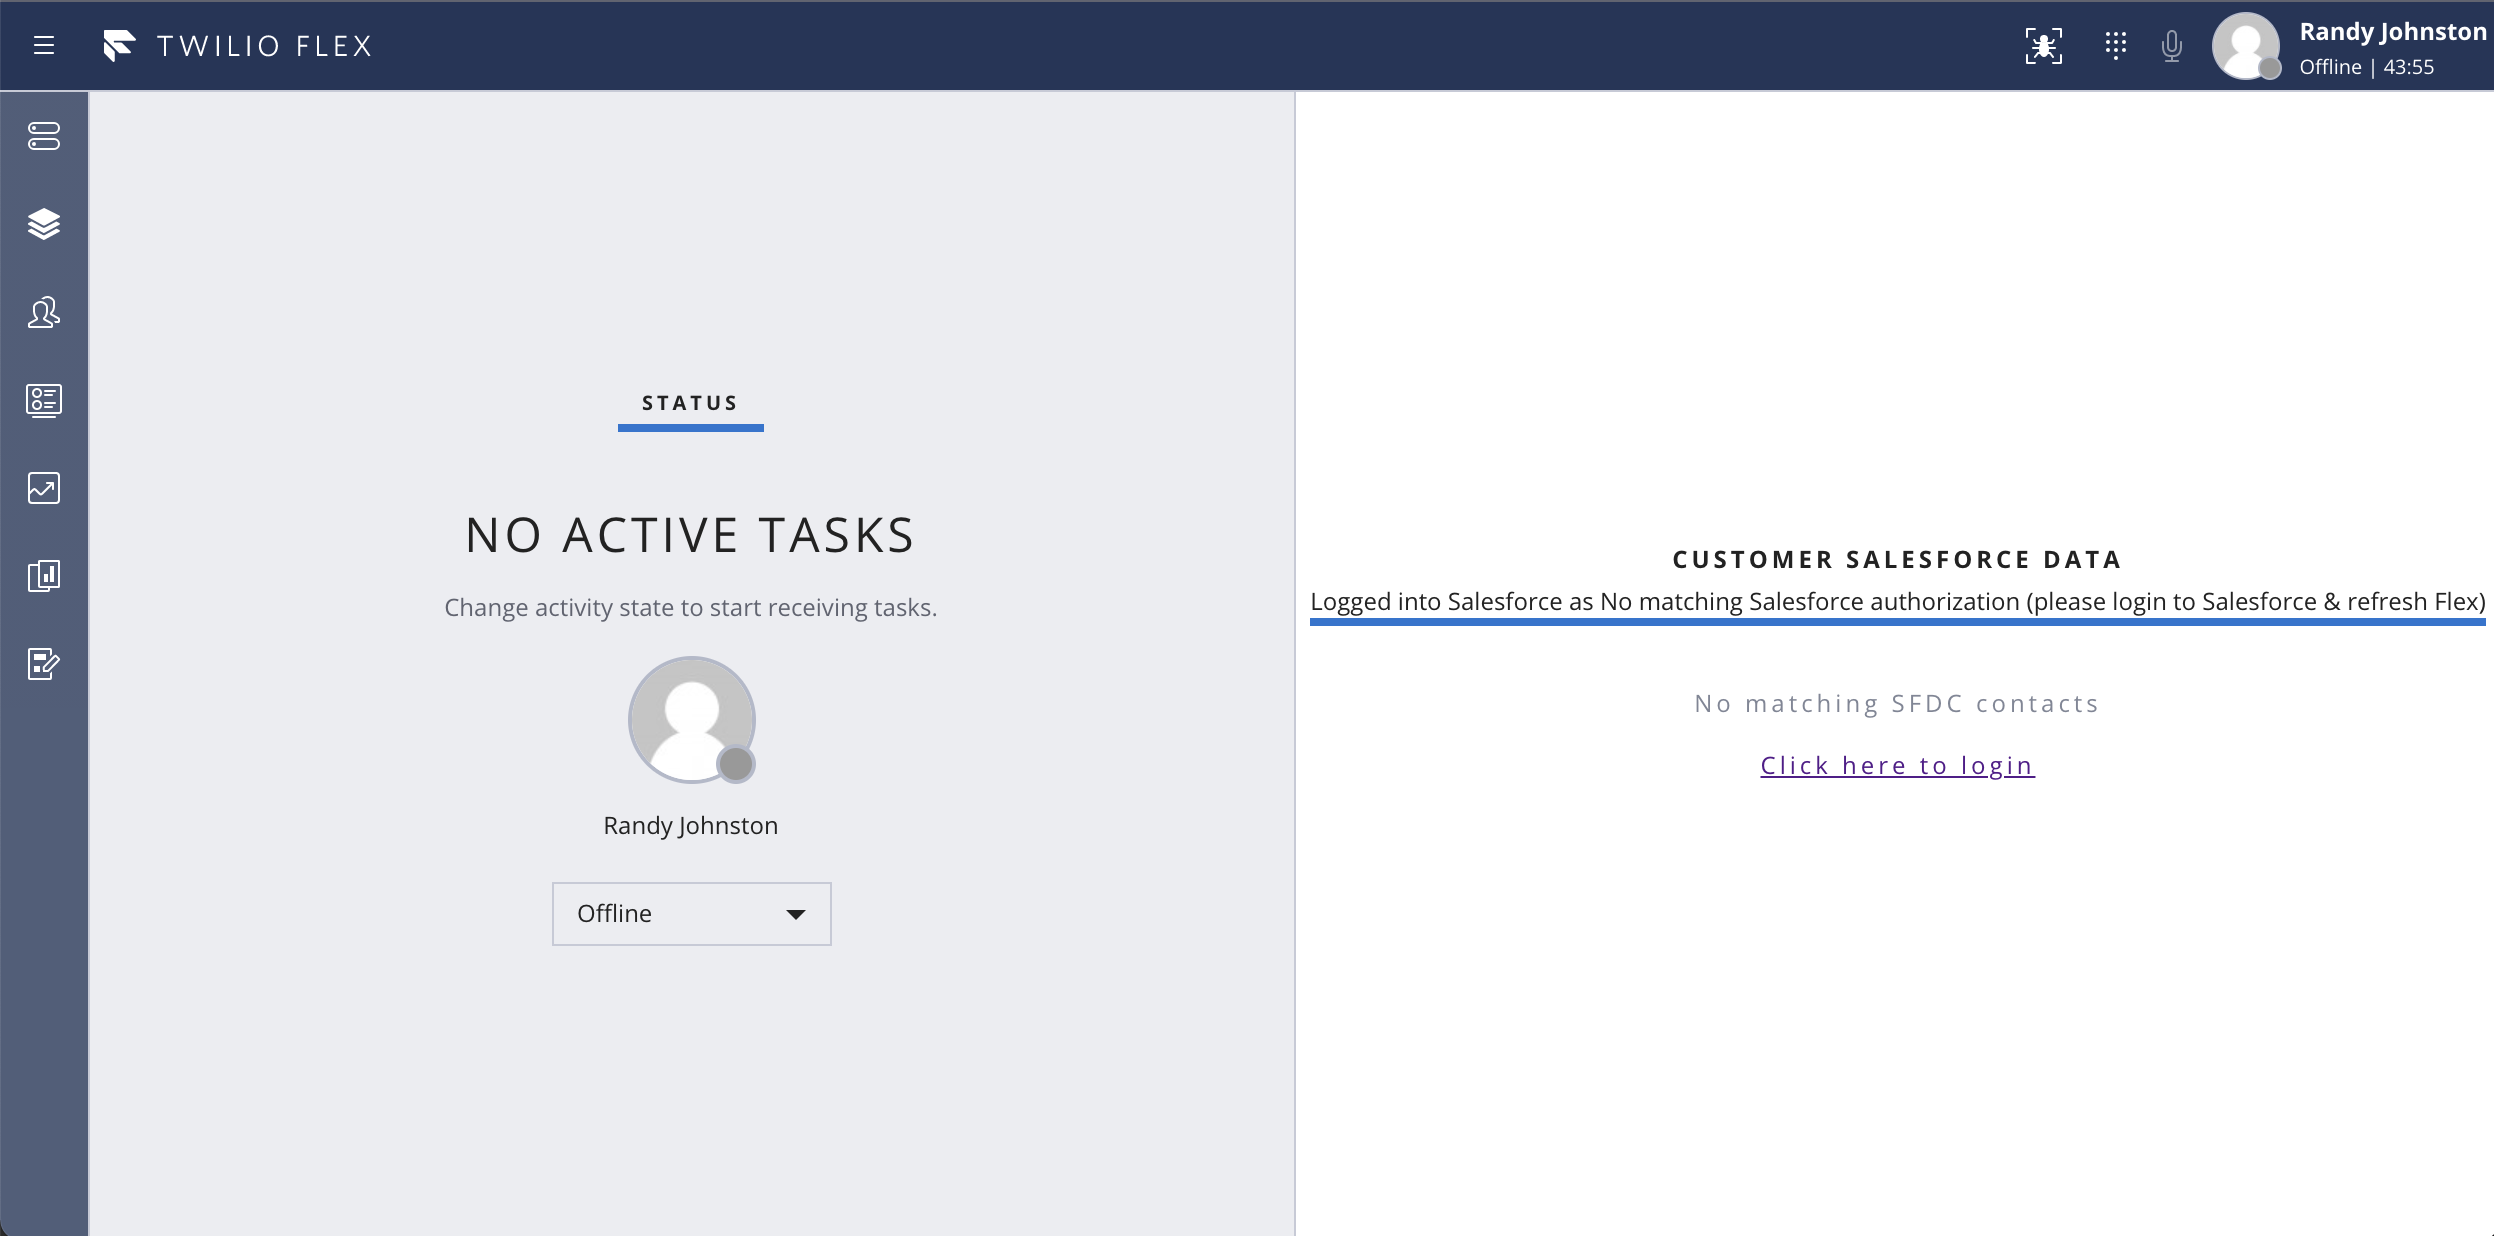 TWILIO FLEX
Randy Johnston
Offline | 43:55
STATUS
NO ACTIVE TASKS
Change activity state to start receiving tasks.
Randy Johnston
Offline
CUSTOMER SALESFORCE DATA
Logged into Salesforce as No matching Salesforce authorization (please login to Salesforce & refresh Flex)
No matching SFDC contacts
Click here to login